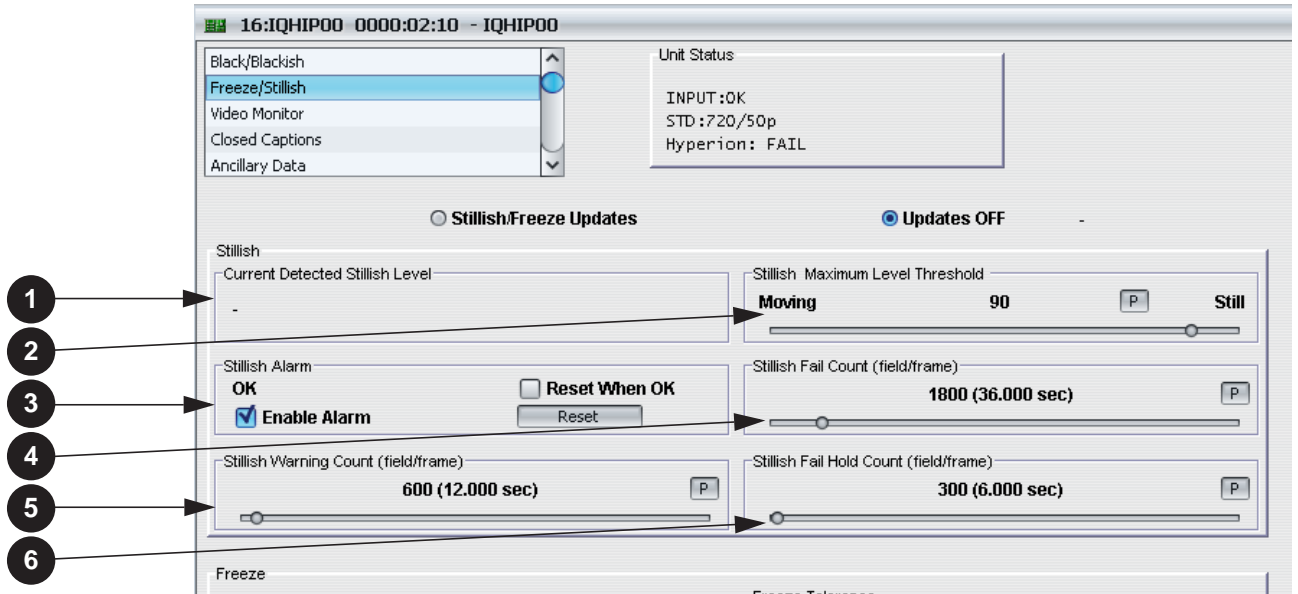 16:IQHIP00 0000:02:10 - IQHIP00
Black/Blackish
Freeze/Stillish
Video Monitor
Closed Captions
Ancillary Data
Unit Status
INPUT:OK
STD:720/50p
Hyperion: FAIL
Stillish/Freeze Updates
Updates OFF -
Stillish
1
Current Detected Stillish Level
-
2
Stillish Maximum Level Threshold
Moving 90 P Still
3
Stillish Alarm
OK
Reset When OK
Enable Alarm
Reset
4
Stillish Fail Count (field/frame)
1800 (36.000 sec) P
5
Stillish Warning Count (field/frame)
600 (12.000 sec) P
6
Stillish Fail Hold Count (field/frame)
300 (6.000 sec) P
Freeze
Freeze Tolerance